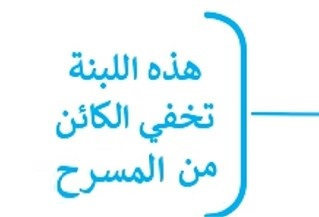 هذه اللبنة
تخفي الكائن
من المسرح